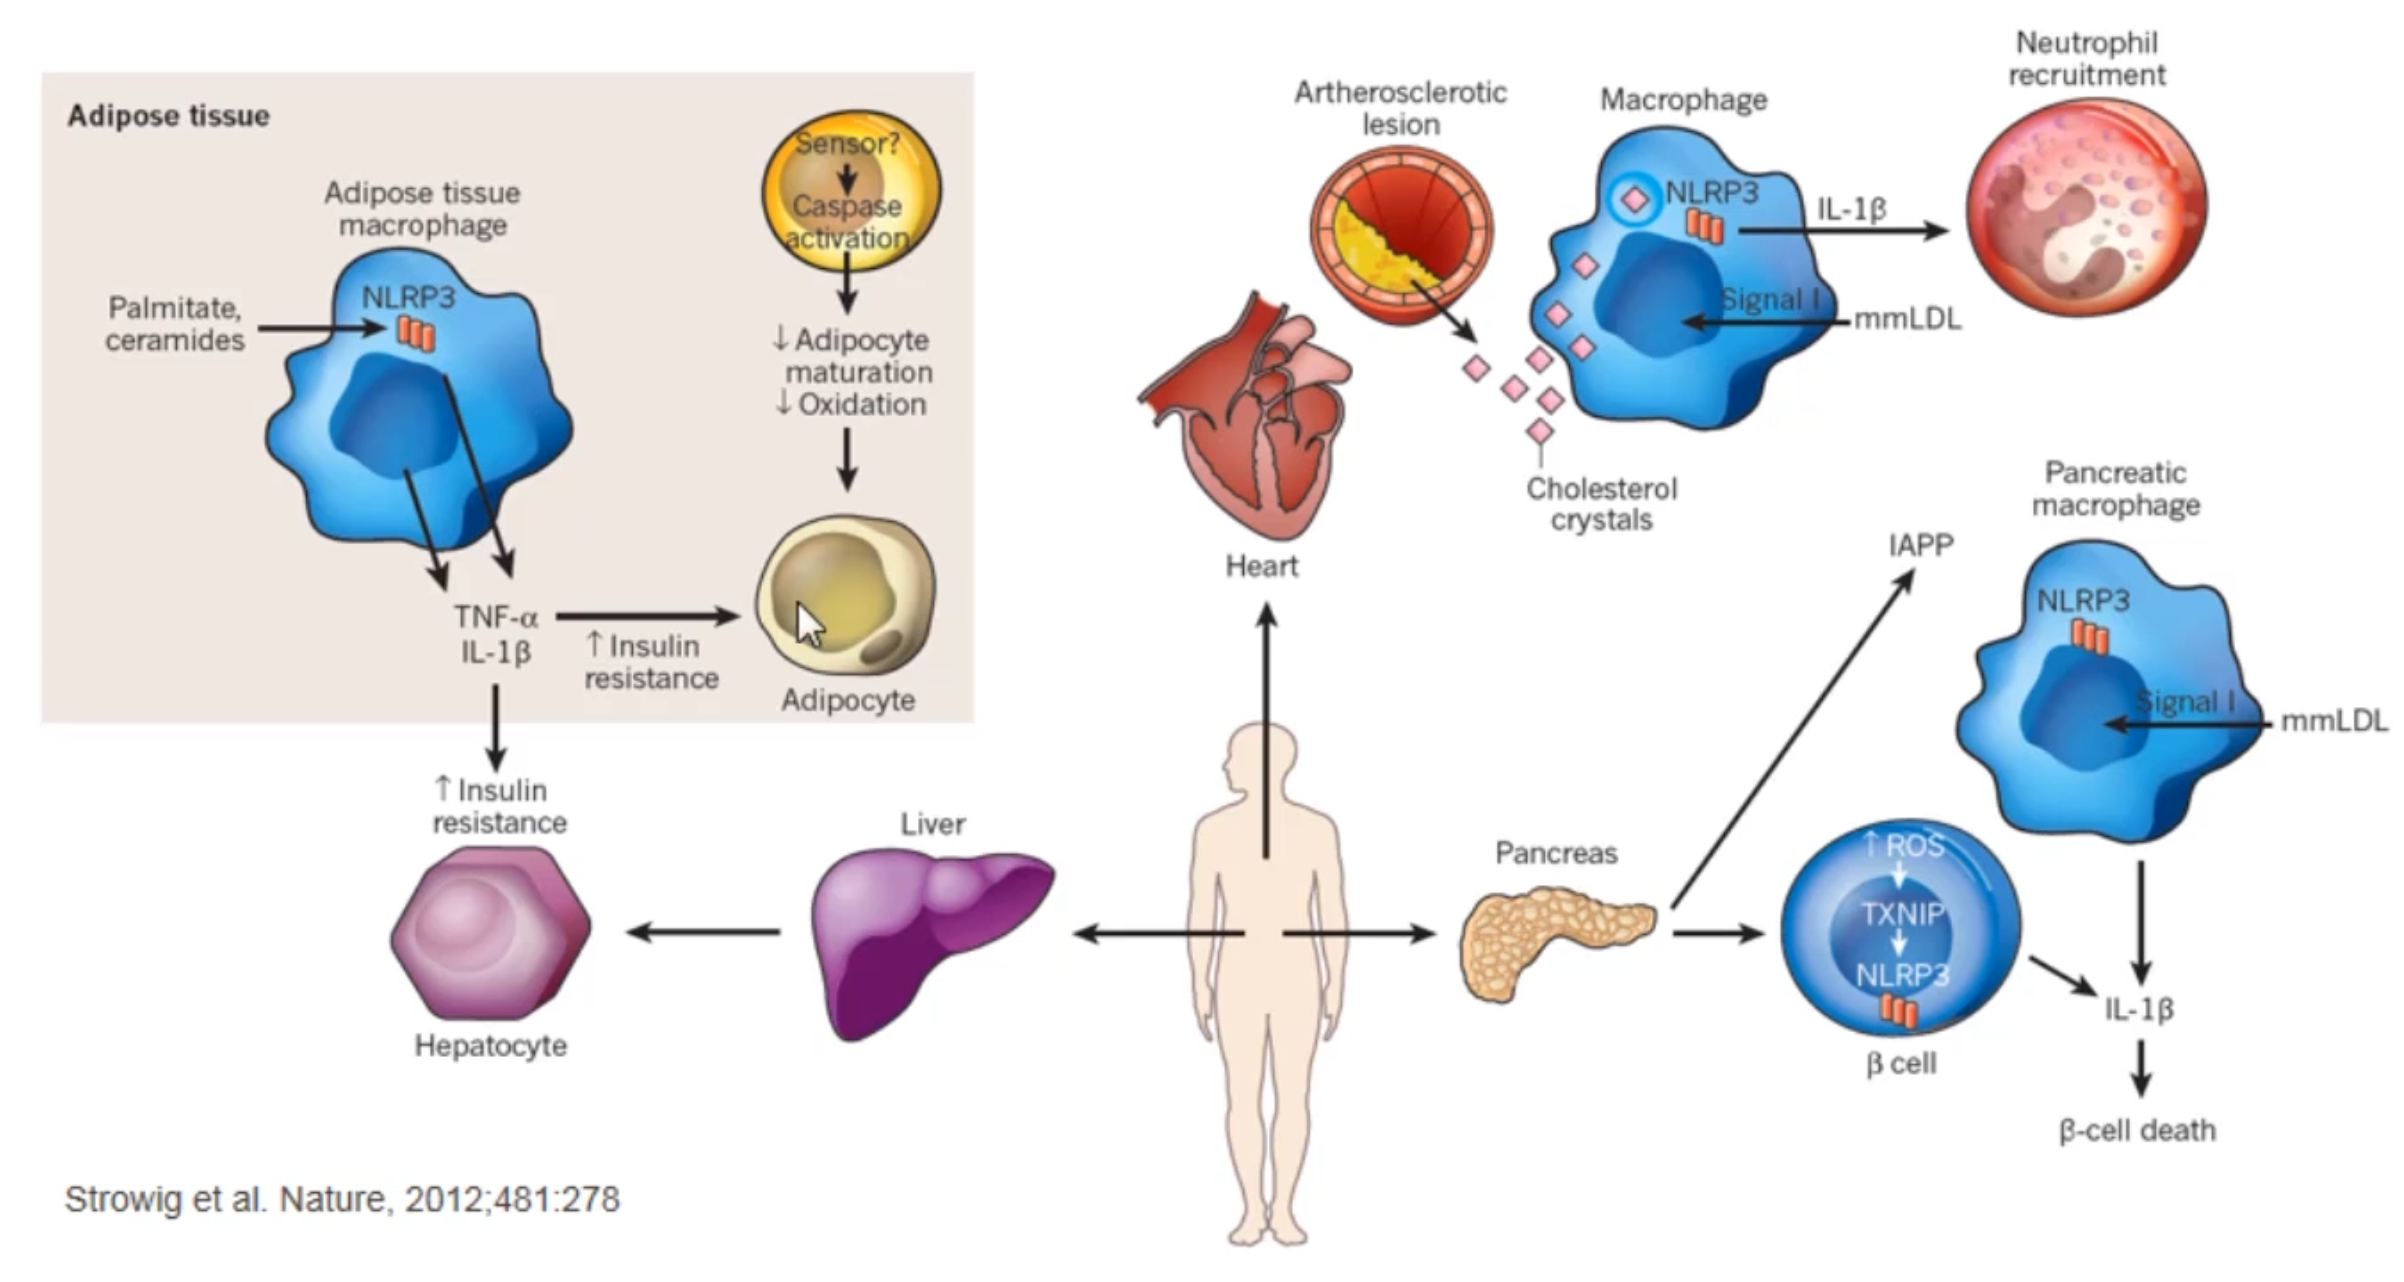 Adipose tissue
Adipose tissue
macrophage
NLRP3
Palmitate,
ceramides
TNF-α
IL-1β
↑ Insulin
resistance
Sensor?
Caspase
activation
↓ Adipocyte
maturation
↓ Oxidation
Adipocyte
↑ Insulin
resistance
Hepatocyte
Liver
Heart
Artherosclerotic
lesion
Cholesterol
crystals
Macrophage
NLRP3
IL-1β
Signal I
mmLDL
Neutrophil
recruitment
Pancreas
IAPP
Pancreatic
macrophage
NLRP3
Signal I
mmLDL
↑ ROS
TXNIP
NLRP3
β cell
IL-1β
β-cell death
Strowig et al. Nature, 2012;481:278